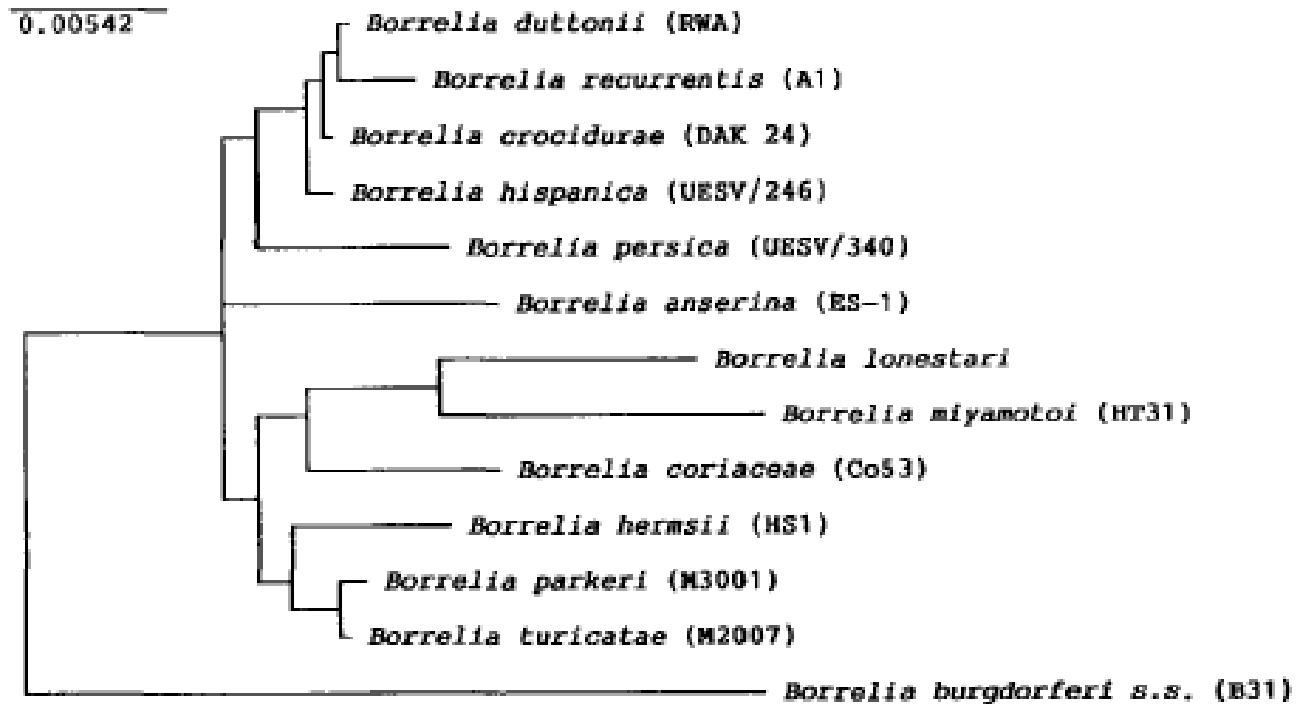 0.00542
Borrelia duttonii (RWA)
Borrelia recurrentis (A1)
Borrelia crocidurae (DAK 24)
Borrelia hispanica (UESV/246)
Borrelia persica (UESV/340)
Borrelia anserina (ES-1)
Borrelia lonestari
Borrelia miyamotoi (HT31)
Borrelia coriaceae (Co53)
Borrelia hermsii (HS1)
Borrelia parkeri (M3001)
Borrelia turicatae (M2007)
Borrelia burgdorferi s.s. (B31)